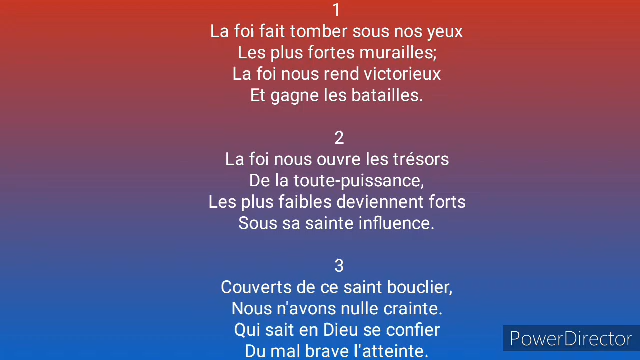 1
La foi fait tomber sous nos yeux
Les plus fortes murailles;
La foi nous rend victorieux
Et gagne les batailles.
2
La foi nous ouvre les trésors
De la toute-puissance,
Les plus faibles deviennent forts
Sous sa sainte influence.
3
Couverts de ce saint bouclier,
Nous n'avons nulle crainte.
Qui sait en Dieu se confier
Du mal brave l'atteinte.
PowerDirector